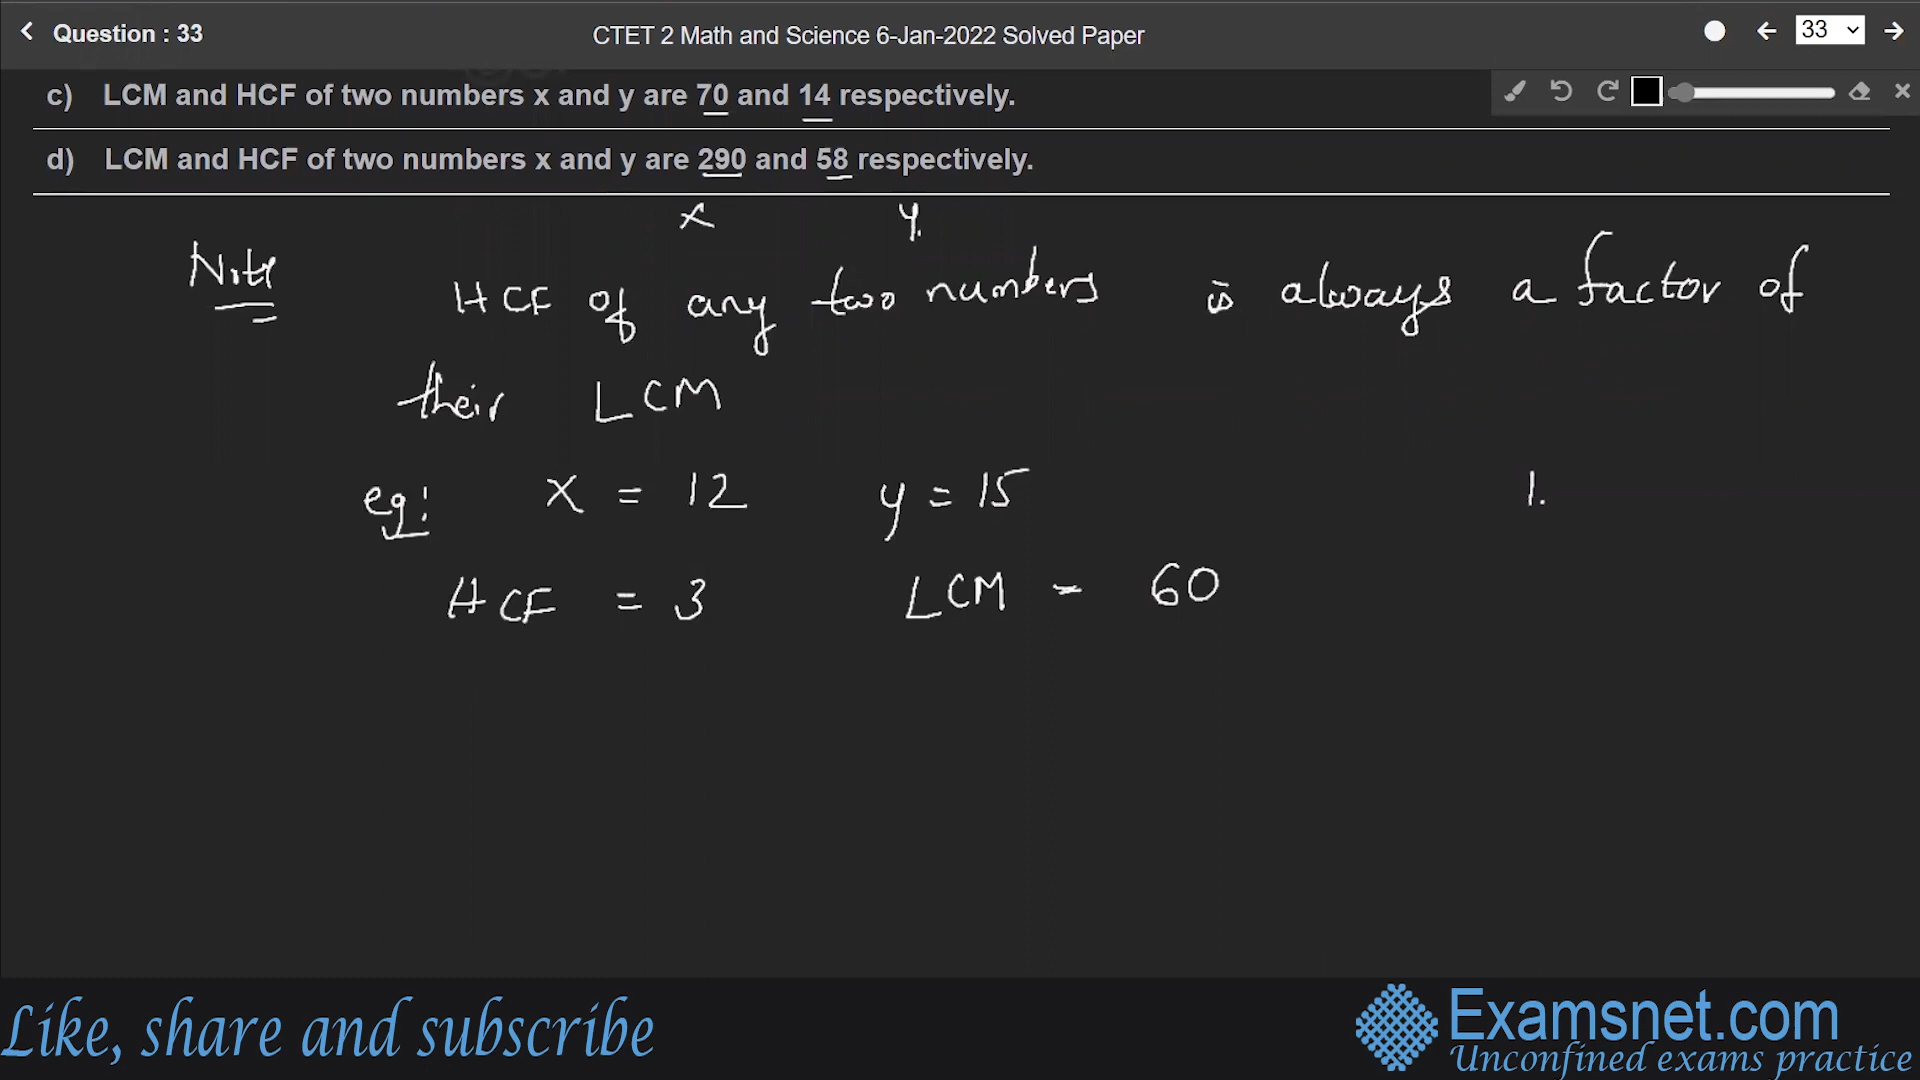 Question : 33
CTET 2 Math and Science 6-Jan-2022 Solved Paper
33
c) LCM and HCF of two numbers x and y are 70 and 14 respectively.
d) LCM and HCF of two numbers x and y are 290 and 58 respectively.
x y.
Note HCF of any two numbers is always a factor of
their LCM
eg: x = 12 y = 15 1.
HCF = 3 LCM = 60
Like, share and subscribe
Examsnet.com
Unconfined exams practice